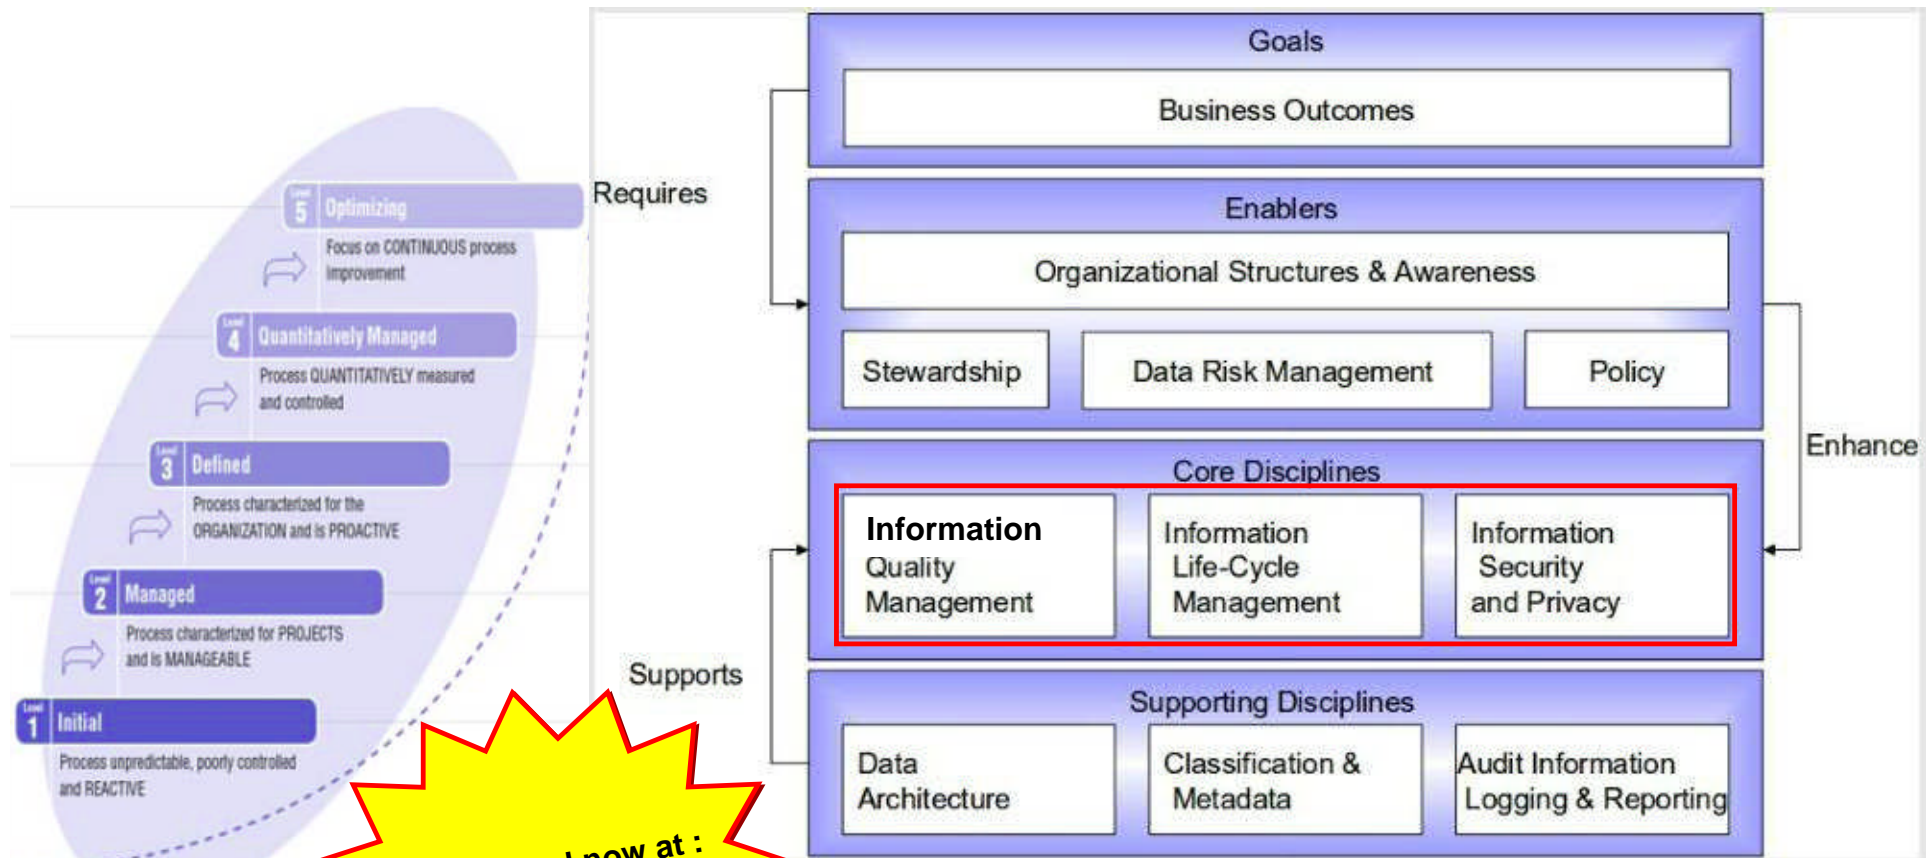 Level
5 Optimizing
Focus on CONTINUOUS process
improvement
Level
4 Quantitatively Managed
Process QUANTITATIVELY measured
and controlled
Level
3 Defined
Process characterized for the
ORGANIZATION and is PROACTIVE
Level
2 Managed
Process characterized for PROJECTS
and is MANAGEABLE
Level
1 Initial
Process unpredictable, poorly controlled
and REACTIVE
now at :
Requires
Supports
Goals
Business Outcomes
Enablers
Organizational Structures & Awareness
Stewardship
Data Risk Management
Policy
Enhance
Core Disciplines
Information
Quality
Management
Information
Life-Cycle
Management
Information
Security
and Privacy
Supporting Disciplines
Data
Architecture
Classification &
Metadata
Audit Information
Logging & Reporting